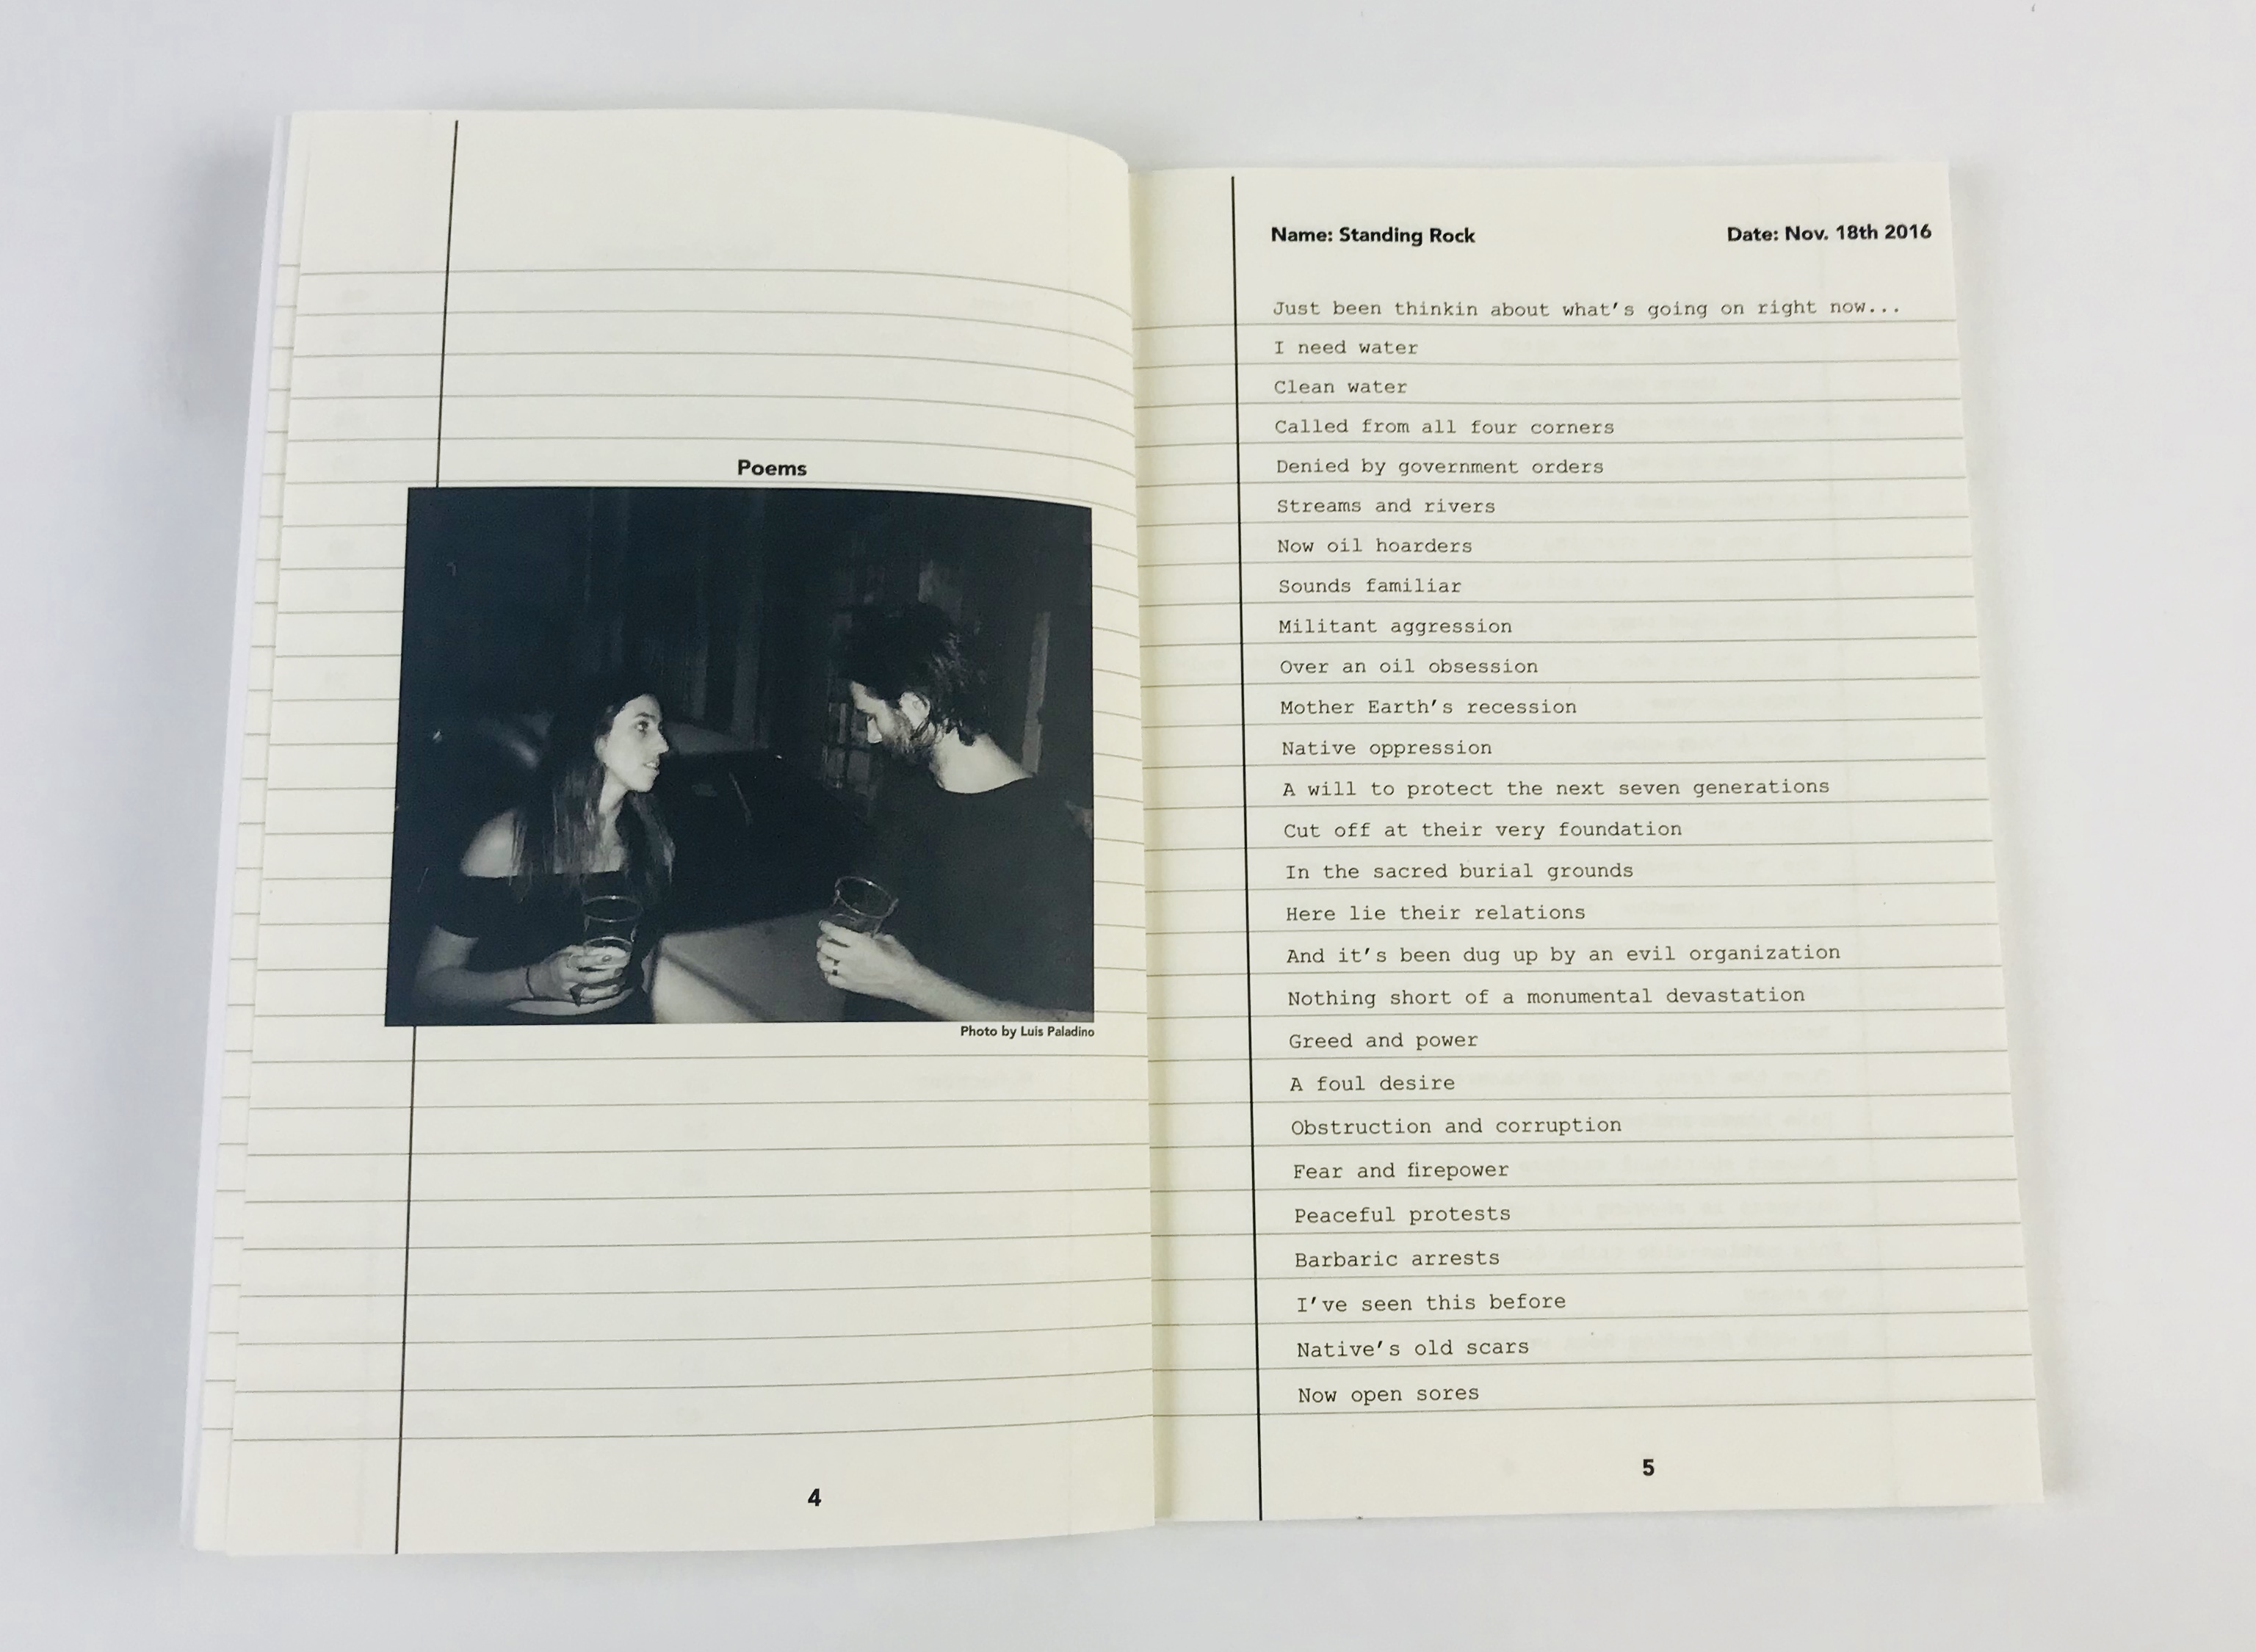 Poems
Photo by Luis Paladino
4
Name: Standing Rock Date: Nov. 18th 2016
Just been thinkin about what's going on right now...
I need water
Clean water
Called from all four corners
Denied by government orders
Streams and rivers
Now oil hoarders
Sounds familiar
Militant aggression
Over an oil obsession
Mother Earth's recession
Native oppression
A will to protect the next seven generations
Cut off at their very foundation
In the sacred burial grounds
Here lie their relations
And it's been dug up by an evil organization
Nothing short of a monumental devastation
Greed and power
A foul desire
Obstruction and corruption
Fear and firepower
Peaceful protests
Barbaric arrests
I've seen this before
Native's old scars
Now open sores
5